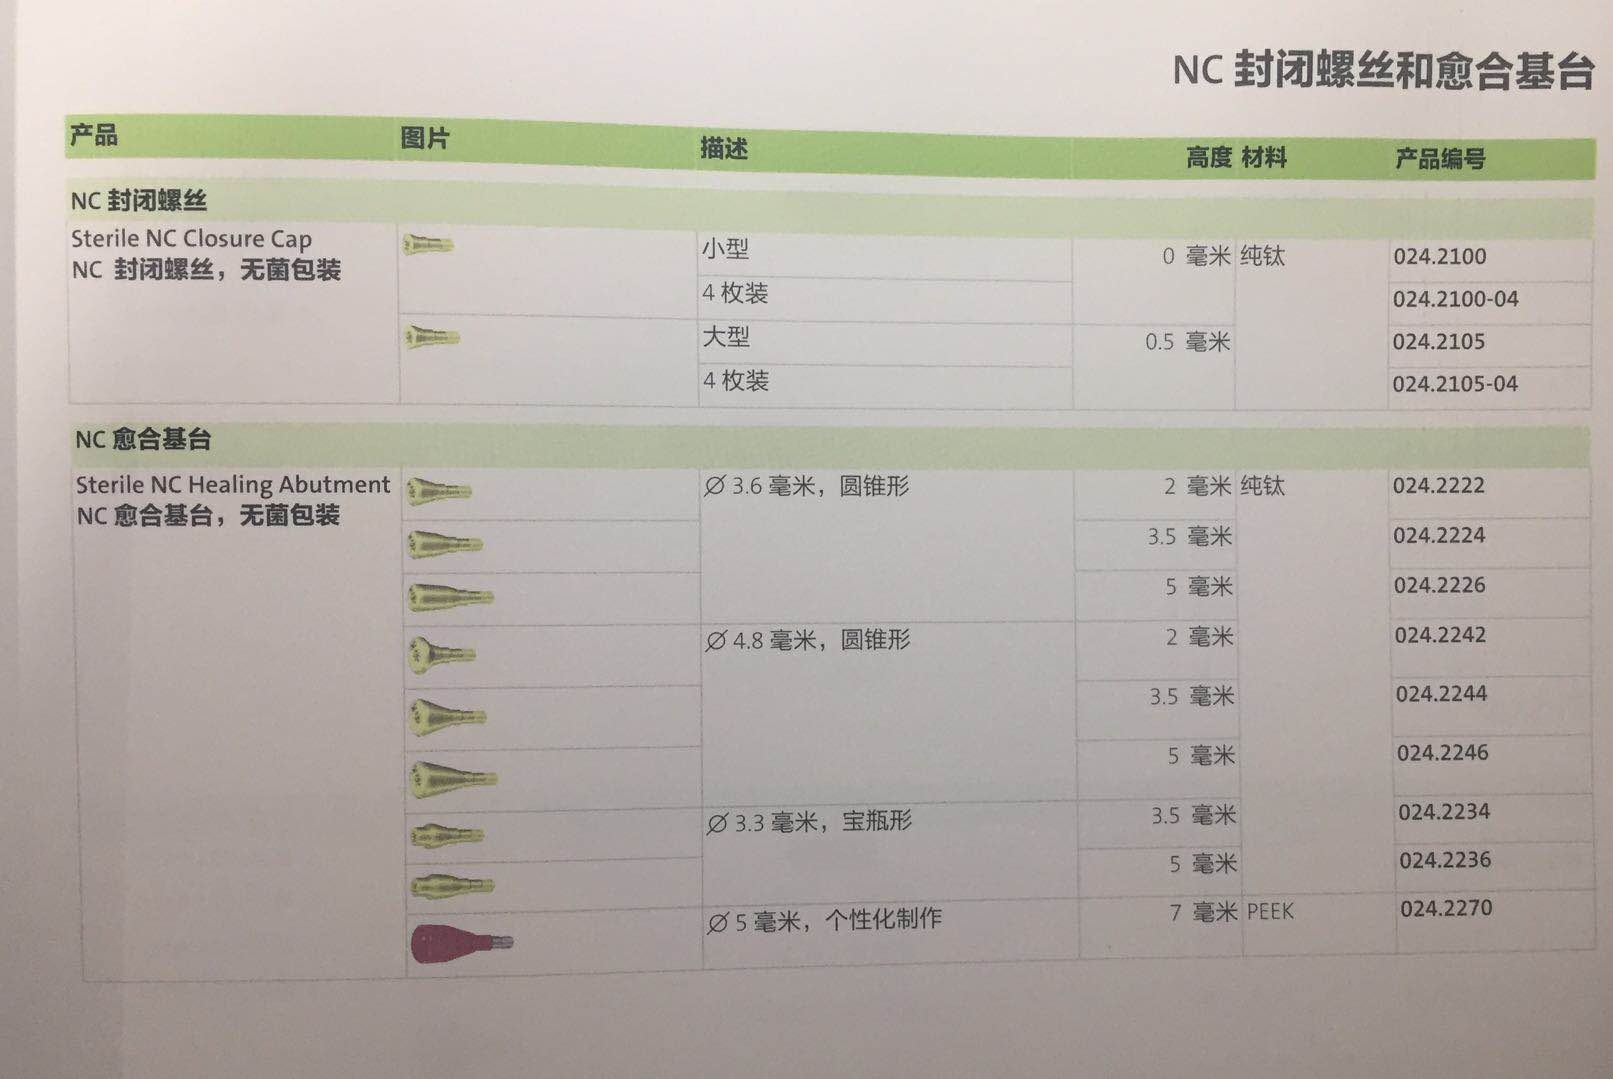 NC 封闭螺丝和愈合基台
产品 图片 描述 高度 材料 产品编号
NC 封闭螺丝
Sterile NC Closure Cap 小型 0 毫米 纯钛 024.2100
NC 封闭螺丝，无菌包装
4 枚装 024.2100-04
大型 0.5 毫米 024.2105
4 枚装 024.2105-04
NC 愈合基台
Sterile NC Healing Abutment Ø 3.6 毫米，圆锥形 2 毫米 纯钛 024.2222
NC 愈合基台，无菌包装
3.5 毫米 024.2224
5 毫米 024.2226
Ø 4.8 毫米，圆锥形 2 毫米 024.2242
3.5 毫米 024.2244
5 毫米 024.2246
Ø 3.3 毫米，宝瓶形 3.5 毫米 024.2234
5 毫米 024.2236
Ø 5 毫米，个性化制作 7 毫米 PEEK 024.2270